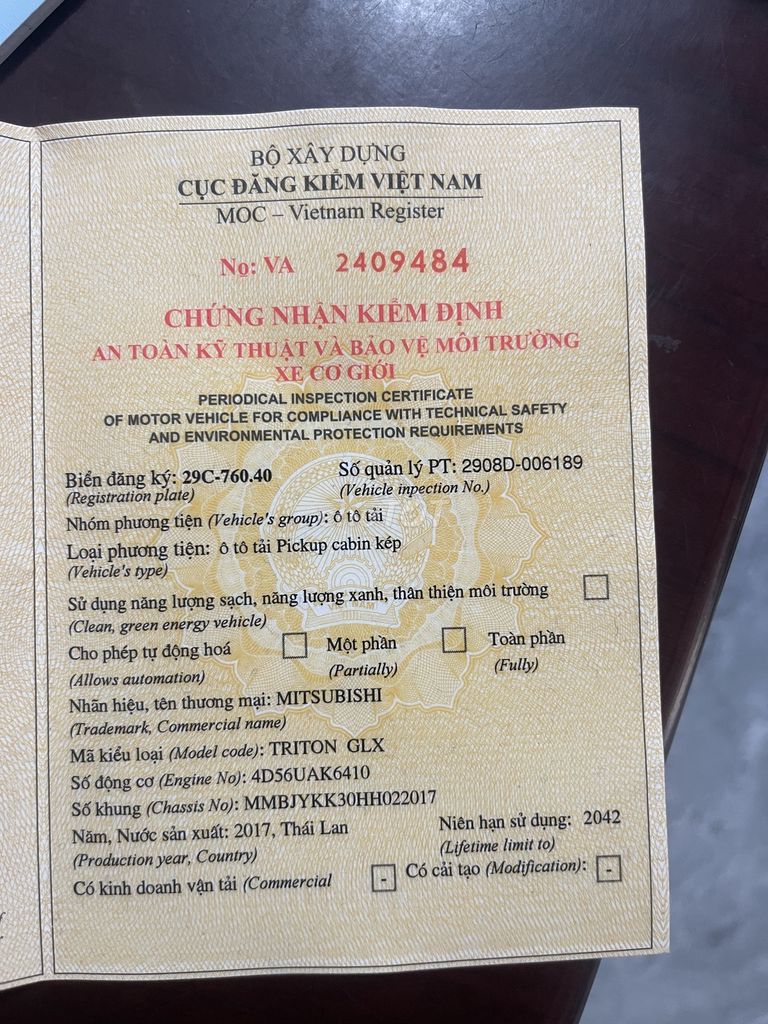 BỘ XÂY DỰNG
CỤC ĐĂNG KIỂM VIỆT NAM
MOC – Vietnam Register
No: VA 2409484
CHỨNG NHẬN KIỂM ĐỊNH
AN TOÀN KỸ THUẬT VÀ BẢO VỆ MÔI TRƯỜNG
XE CƠ GIỚI
PERIODICAL INSPECTION CERTIFICATE
OF MOTOR VEHICLE FOR COMPLIANCE WITH TECHNICAL SAFETY
AND ENVIRONMENTAL PROTECTION REQUIREMENTS
Biển đăng ký: 29C-760.40 Số quản lý PT: 2908D-006189
(Registration plate) (Vehicle inpection No.)
Nhóm phương tiện (Vehicle's group): ô tô tải
Loại phương tiện: ô tô tải Pickup cabin kép
(Vehicle's type)
Sử dụng năng lượng sạch, năng lượng xanh, thân thiện môi trường
(Clean, green energy vehicle)
Cho phép tự động hoá Một phần Toàn phần
(Allows automation) (Partially) (Fully)
Nhãn hiệu, tên thương mại: MITSUBISHI
(Trademark, Commercial name)
Mã kiểu loại (Model code): TRITON GLX
Số động cơ (Engine No): 4D56UAK6410
Số khung (Chassis No): MMBJYKK30HH022017
Năm, Nước sản xuất: 2017, Thái Lan Niên hạn sử dụng: 2042
(Production year, Country) (Lifetime limit to)
Có kinh doanh vận tải (Commercial - Có cải tạo (Modification): -